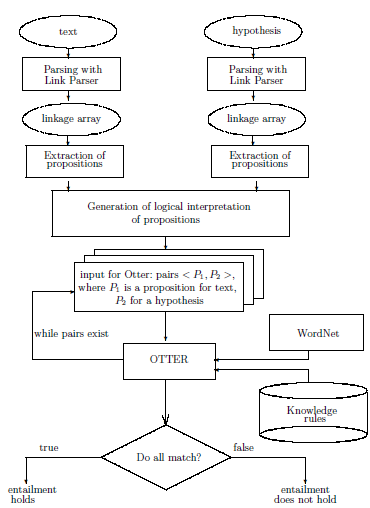 text
hypothesis
Parsing with
Link Parser
Parsing with
Link Parser
linkage array
linkage array
Extraction of
propositions
Extraction of
propositions
Generation of logical interpretation
of propositions
input for Otter: pairs < P₁, P₂ >,
where P₁ is a proposition for text,
P₂ for a hypothesis
while pairs exist
WordNet
OTTER
Knowledge
rules
Do all match?
true
false
entailment
holds
entailment
does not hold